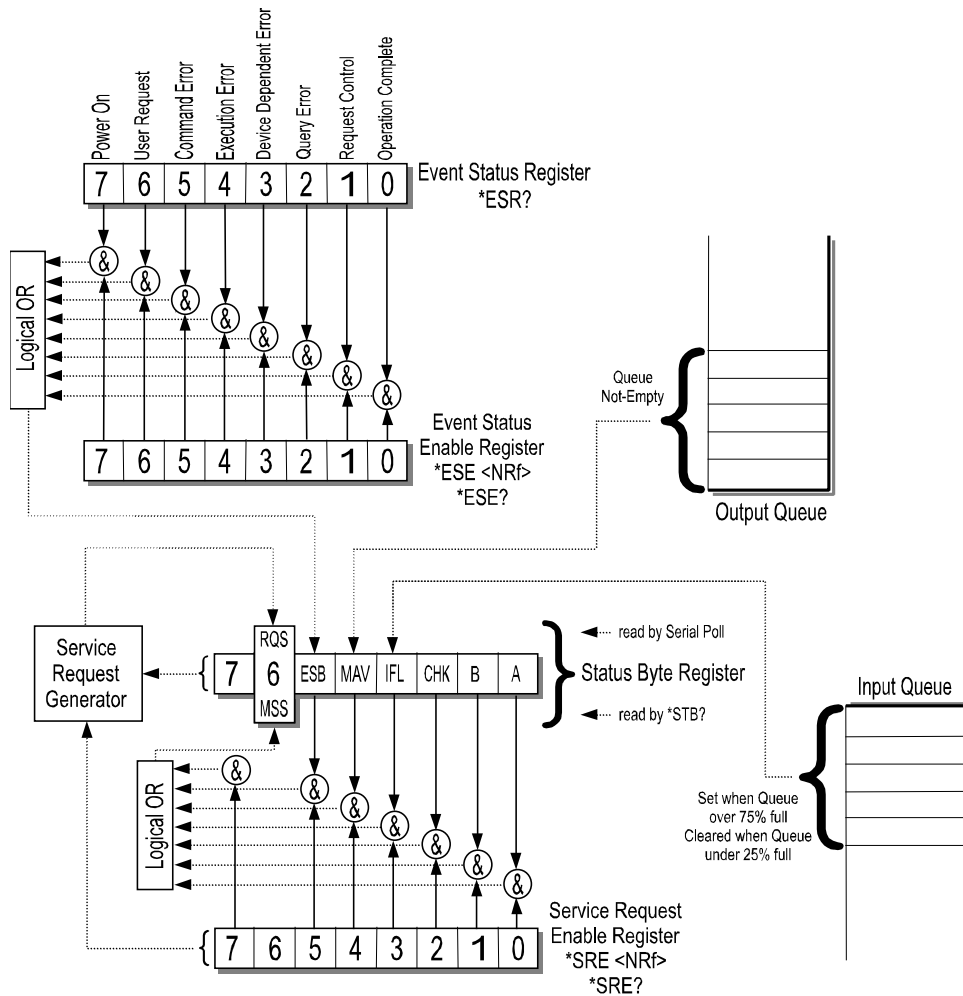 Power On
User Request
Command Error
Execution Error
Device Dependent Error
Query Error
Request Control
Operation Complete
7 6 5 4 3 2 1 0
Event Status Register
*ESR?
& & & & & & & &
Logical OR
Event Status
Enable Register
*ESE <NRf>
*ESE?
7 6 5 4 3 2 1 0
Queue
Not-Empty
Output Queue
Service
Request
Generator
RQS
7 6 ESB MAV IFL CHK B A
MSS
read by Serial Poll
Status Byte Register
read by *STB?
Input Queue
Set when Queue
over 75% full
Cleared when Queue
under 25% full
& & & & & & &
Logical OR
Service Request
Enable Register
*SRE <NRf>
*SRE?
7 6 5 4 3 2 1 0